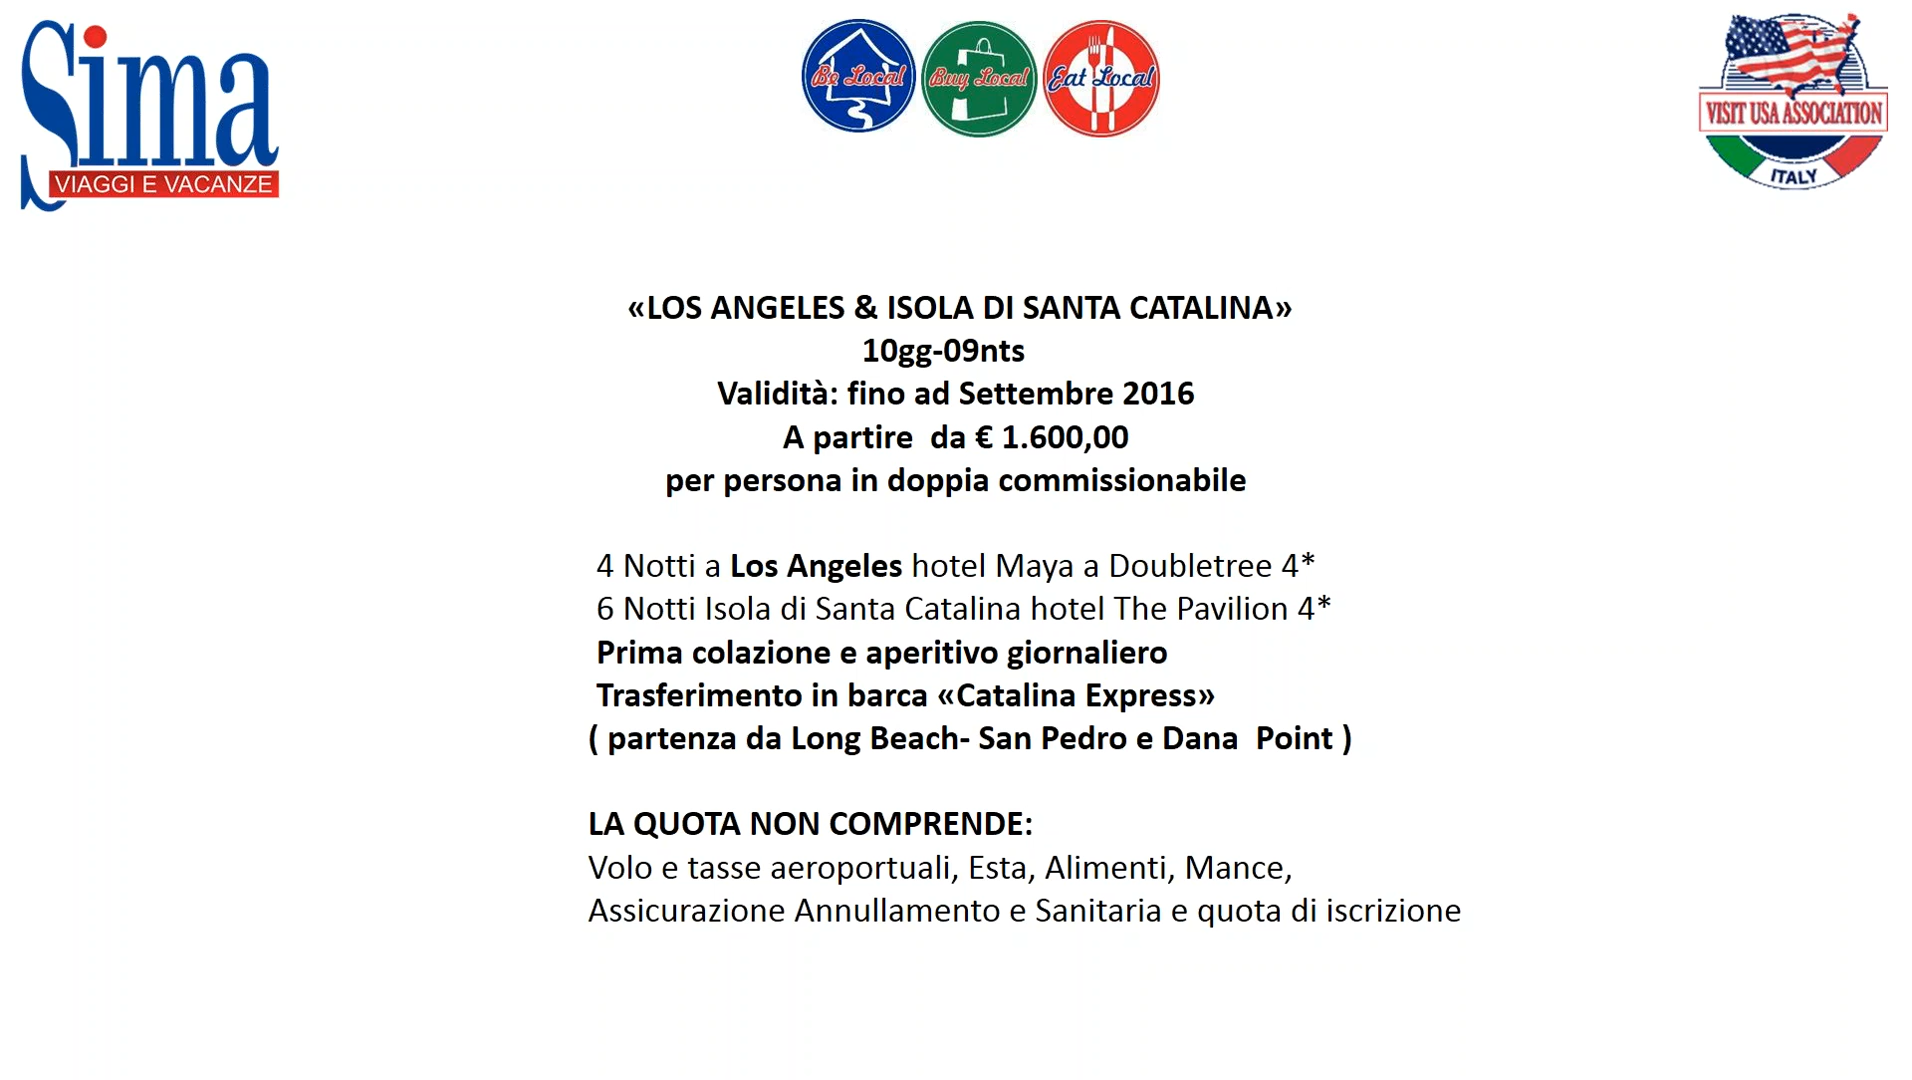 Sima
VIAGGI E VACANZE
Be Local
Buy Local
Eat Local
VISIT USA ASSOCIATION
ITALY
«LOS ANGELES & ISOLA DI SANTA CATALINA»
10gg-09nts
Validità: fino ad Settembre 2016
A partire  da € 1.600,00
per persona in doppia commissionabile
4 Notti a Los Angeles hotel Maya a Doubletree 4*
6 Notti Isola di Santa Catalina hotel The Pavilion 4*
Prima colazione e aperitivo giornaliero
Trasferimento in barca «Catalina Express»
( partenza da Long Beach- San Pedro e Dana  Point )
LA QUOTA NON COMPRENDE:
Volo e tasse aeroportuali, Esta, Alimenti, Mance,
Assicurazione Annullamento e Sanitaria e quota di iscrizione